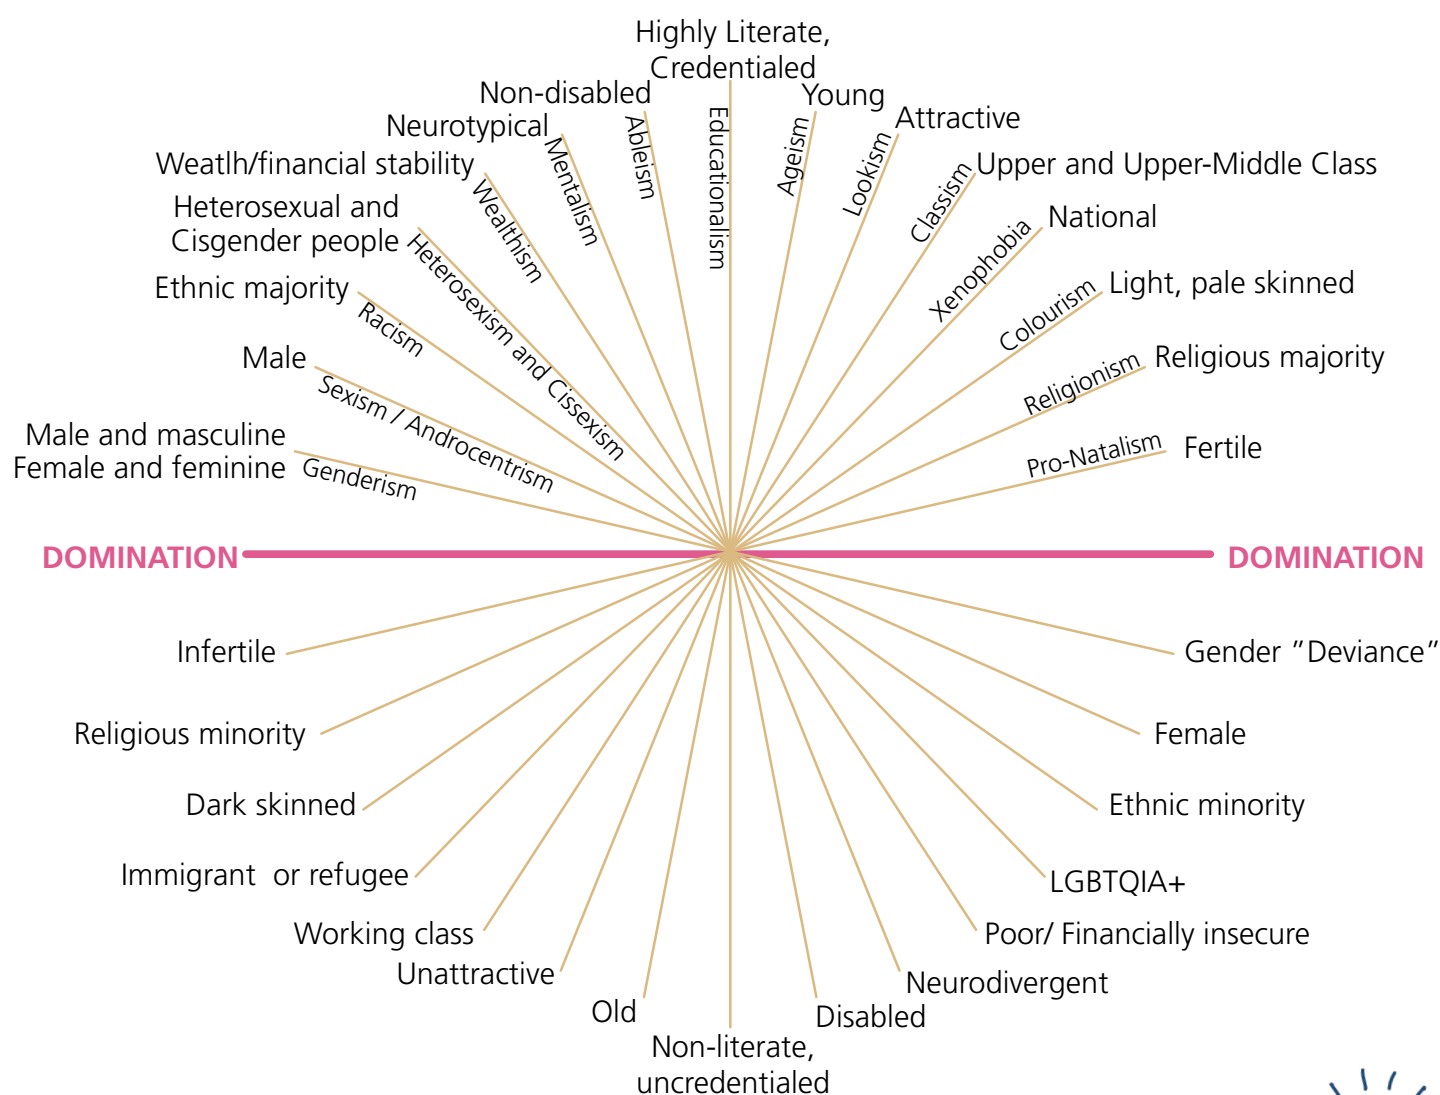 Highly Literate,
Credentialed
Non-disabled
Young
Neurotypical
Attractive
Weatlh/financial stability
Upper and Upper-Middle Class
Heterosexual and
Cisgender people
National
Ethnic majority
Light, pale skinned
Male
Religious majority
Male and masculine
Female and feminine
Fertile
Genderism
Sexism / Androcentrism
Racism
Heterosexism and Cissexism
Wealthism
Mentalism
Ableism
Educationalism
Ageism
Lookism
Classism
Xenophobia
Colourism
Religionism
Pro-Natalism
DOMINATION
DOMINATION
Infertile
Gender "Deviance"
Religious minority
Female
Dark skinned
Ethnic minority
Immigrant or refugee
LGBTQIA+
Working class
Poor/ Financially insecure
Unattractive
Neurodivergent
Old
Disabled
Non-literate,
uncredentialed